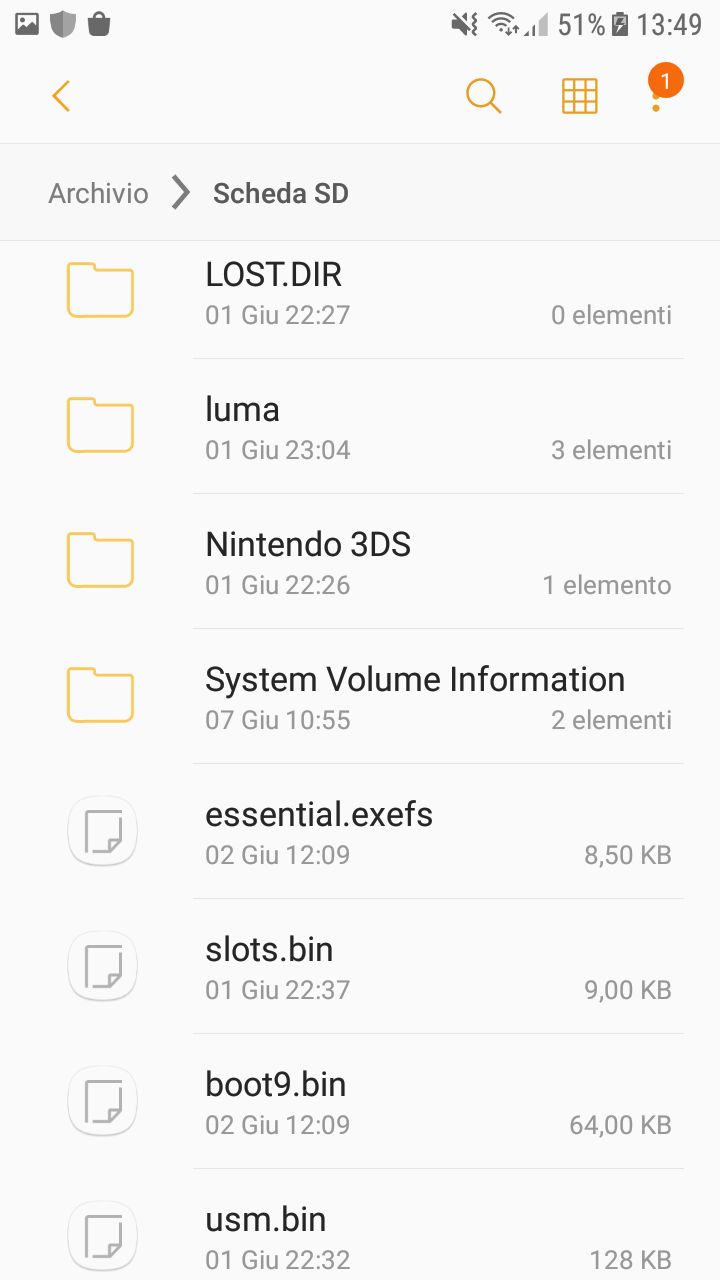 51% 13:49
1
Archivio Scheda SD
LOST.DIR
01 Giu 22:27 0 elementi
luma
01 Giu 23:04 3 elementi
Nintendo 3DS
01 Giu 22:26 1 elemento
System Volume Information
07 Giu 10:55 2 elementi
essential.exefs
02 Giu 12:09 8,50 KB
slots.bin
01 Giu 22:37 9,00 KB
boot9.bin
02 Giu 12:09 64,00 KB
usm.bin
01 Giu 22:32 128 KB